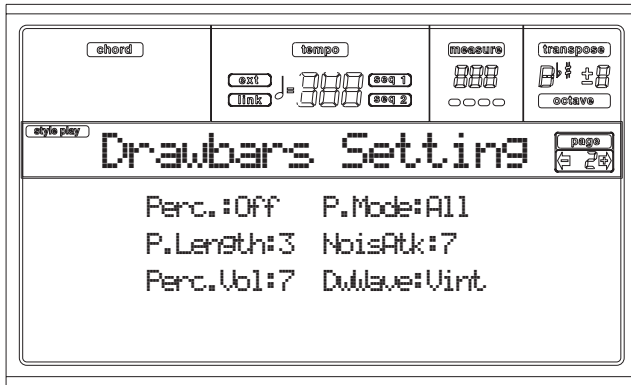 chord
tempo
measure
transpose
ext
link
=
seq 1
seq 2
octave
style play
Drawbars Setting
page
2
Perc.:Off P.Mode:All
P.Length:3 NoisAtk:7
Perc.Vol:7 DwWave:Vint